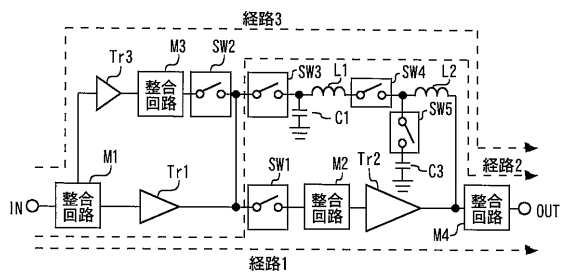 経路3
Tr3
M3
整合
回路
SW2
SW3
L1
SW4
L2
C1
SW5
C3
経路2
M1
整合
回路
IN
Tr1
SW1
M2
整合
回路
Tr2
整合
回路
M4
OUT
経路1